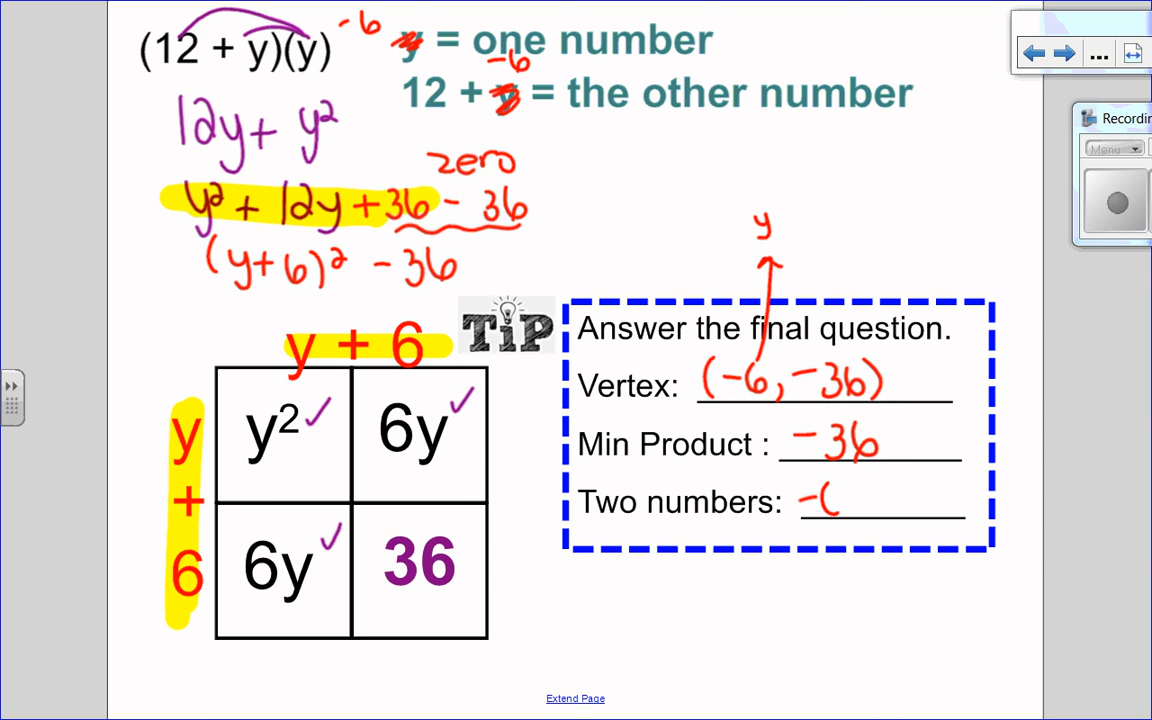 (12 + y)(y)
-6
y = one number
-6
12 + y = the other number
12y + y²
zero
y² + 12y + 36 - 36
(y + 6)² - 36
y
y + 6
TiP
Answer the final question.
Vertex: (-6, -36)
Min Product : -36
Two numbers: -(
y
+
6
y² ✓ 6y ✓
6y ✓ 36
Extend Page
...
Recordin
Menu